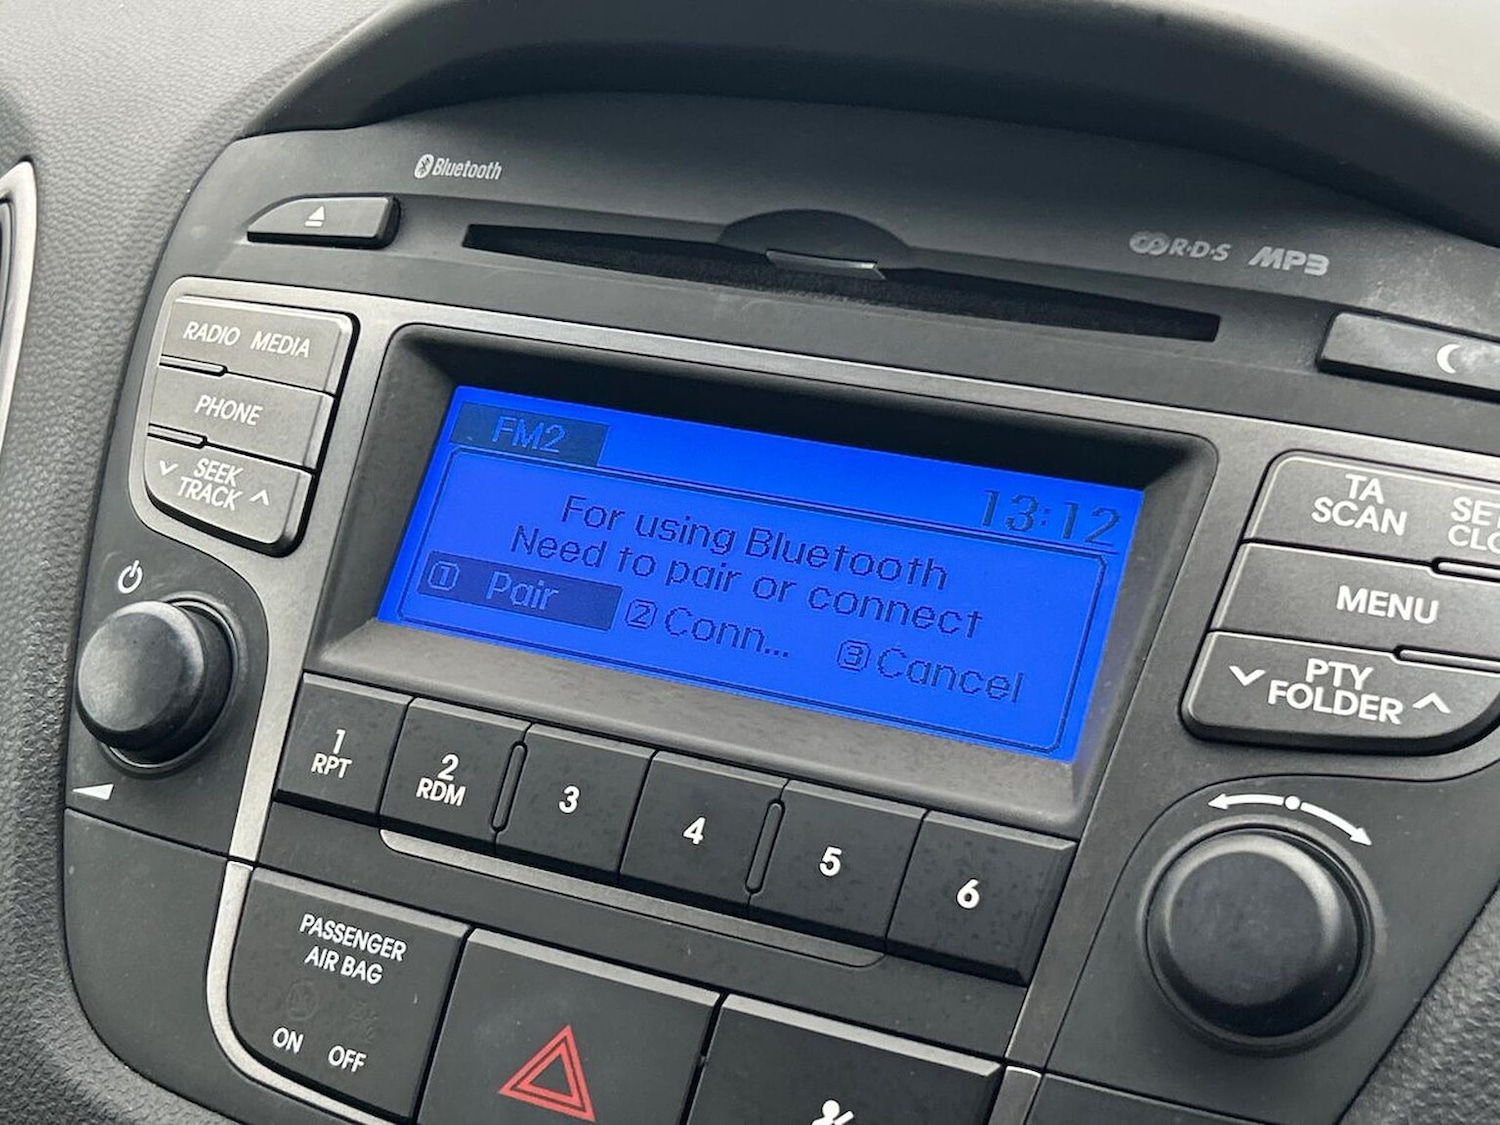 Bluetooth
R·D·S MP3
RADIO MEDIA
PHONE
SEEK
TRACK
FM2
13:12
For using Bluetooth
Need to pair or connect
1 Pair
2 Conn...
3 Cancel
TA
SCAN
MENU
PTY
FOLDER
1
RPT
2
RDM
3
4
5
6
PASSENGER
AIR BAG
ON OFF